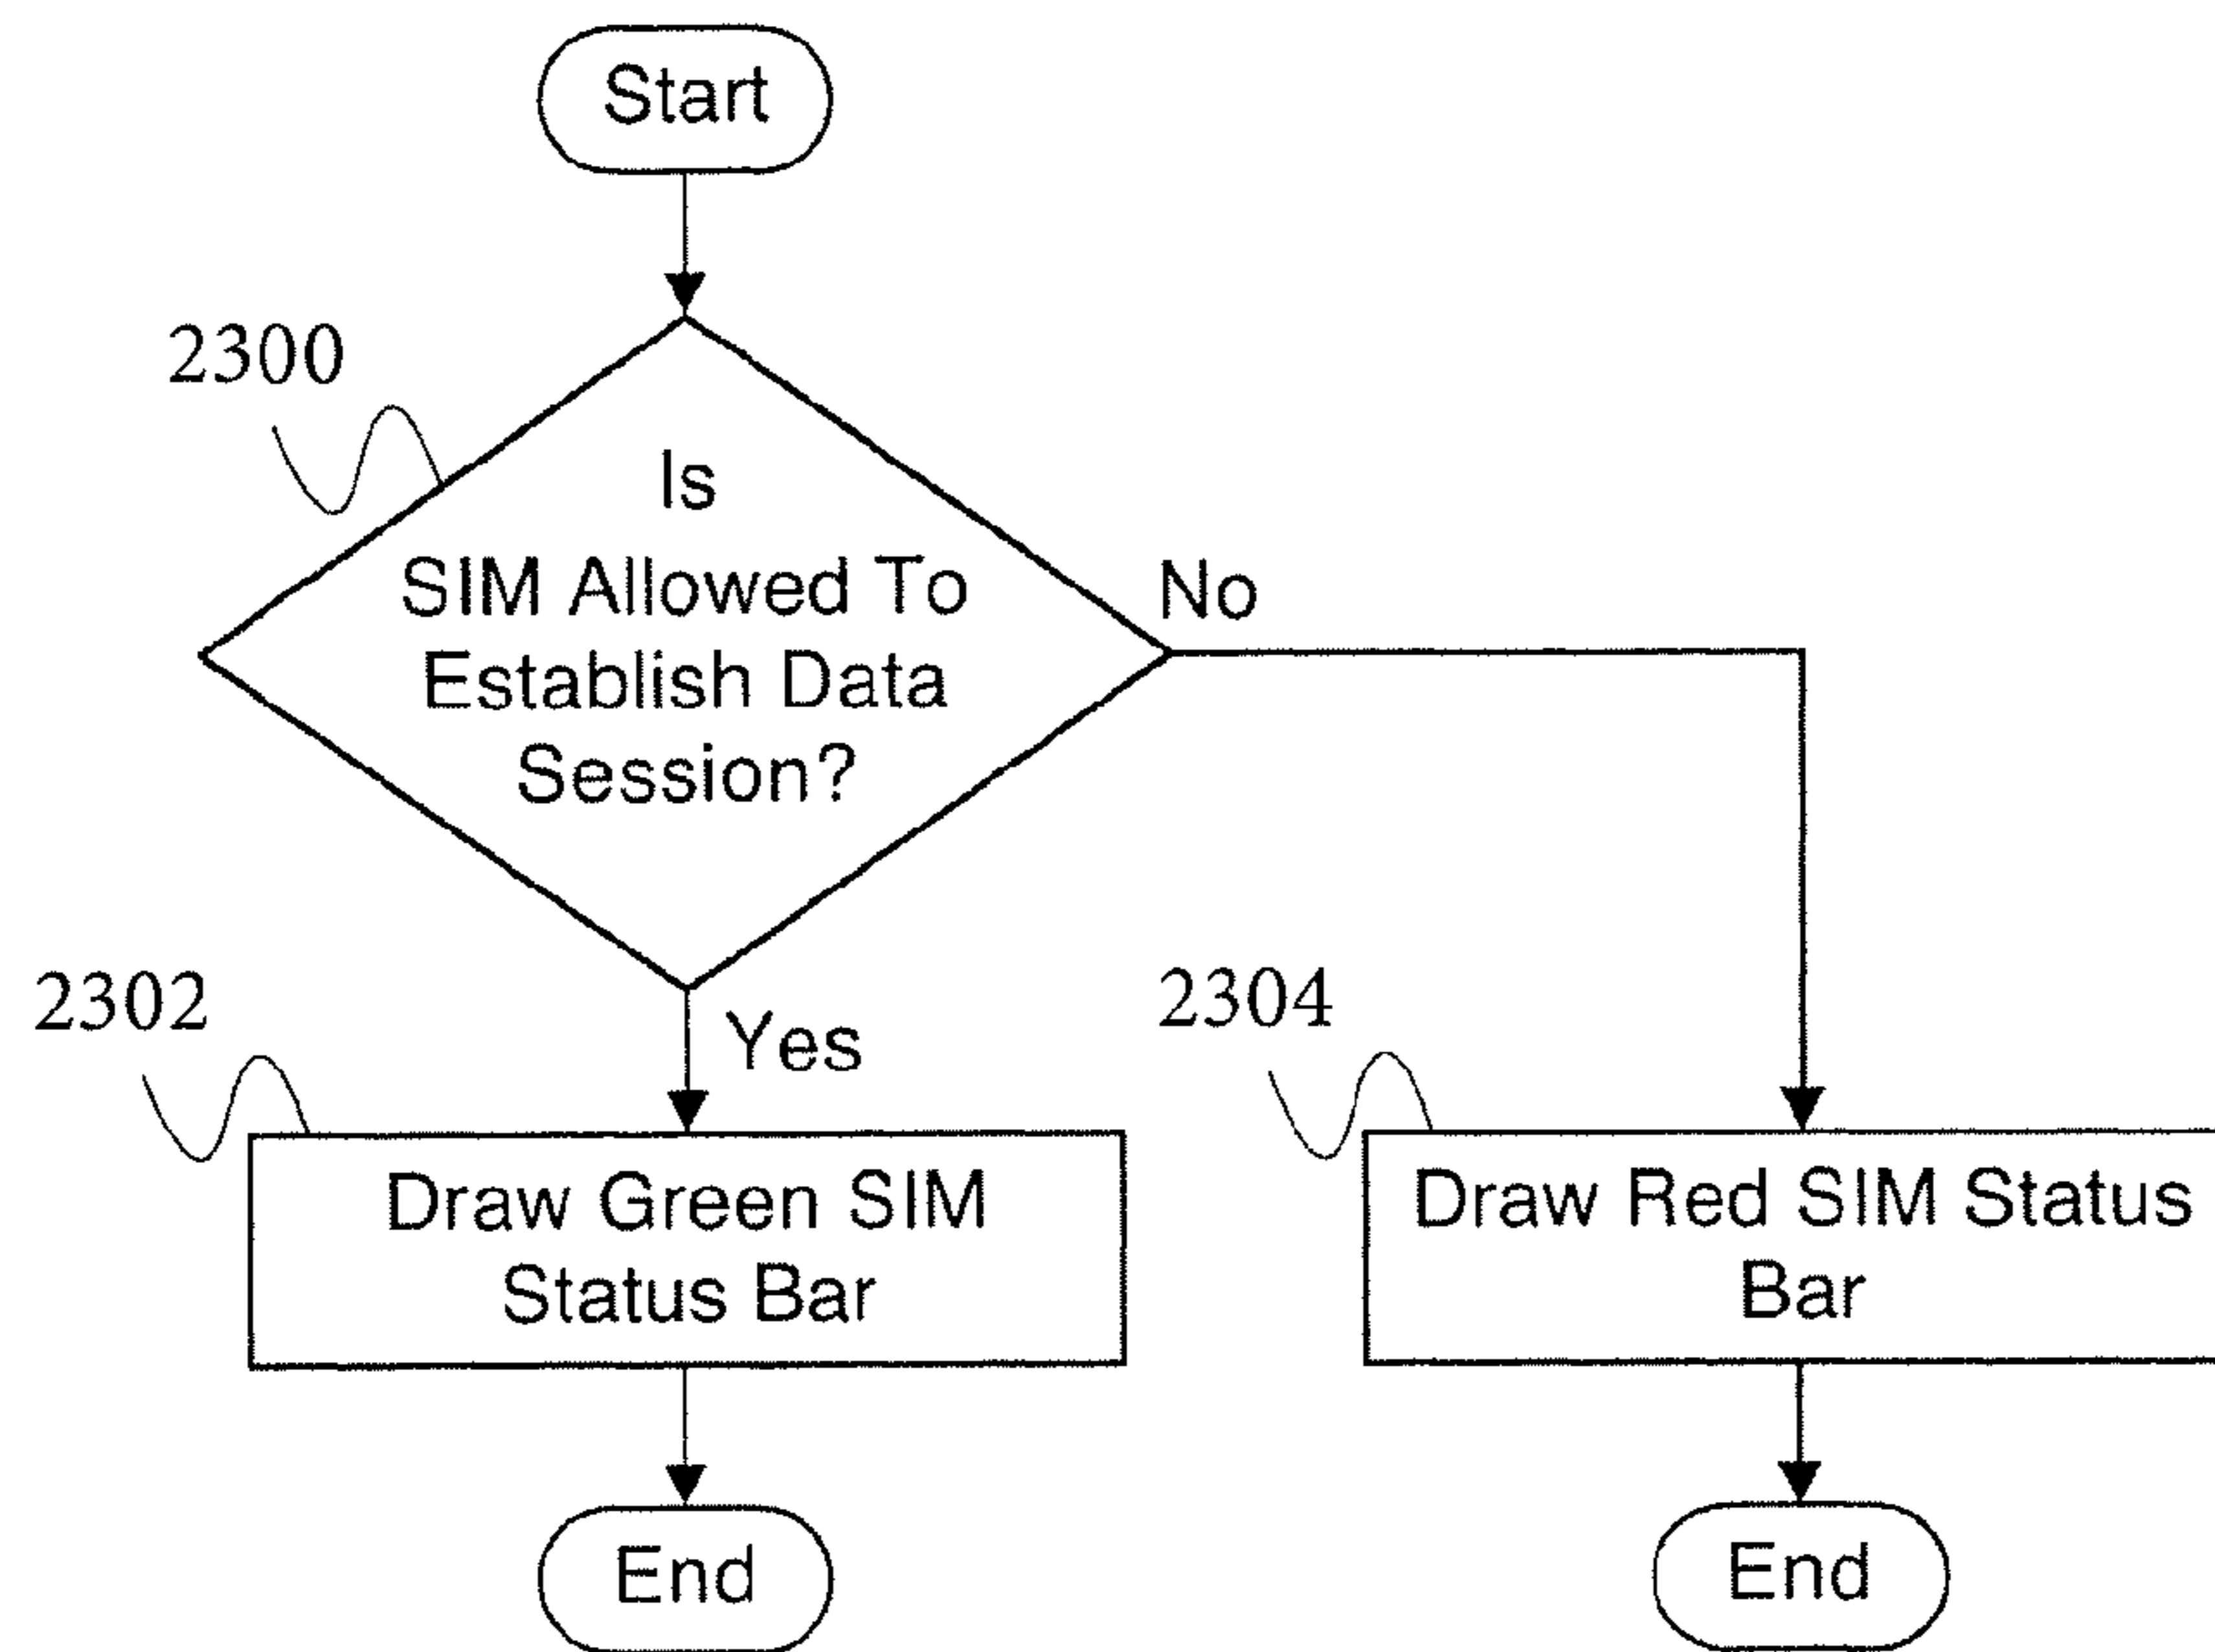 Start
2300
Is
SIM Allowed To
Establish Data
Session?
No
Yes
2302
Draw Green SIM
Status Bar
2304
Draw Red SIM Status
Bar
End
End